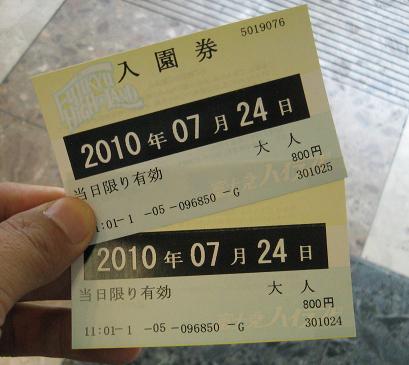 5019076
入園券
FUJIKYU
HIGHLAND
2010年07月24日
大人
当日限り有効
800円
11:01-1 -05-096850-G
301025
2010年07月24日
当日限り有効
大人
800円
11:01-1 -05-096850-G
301024